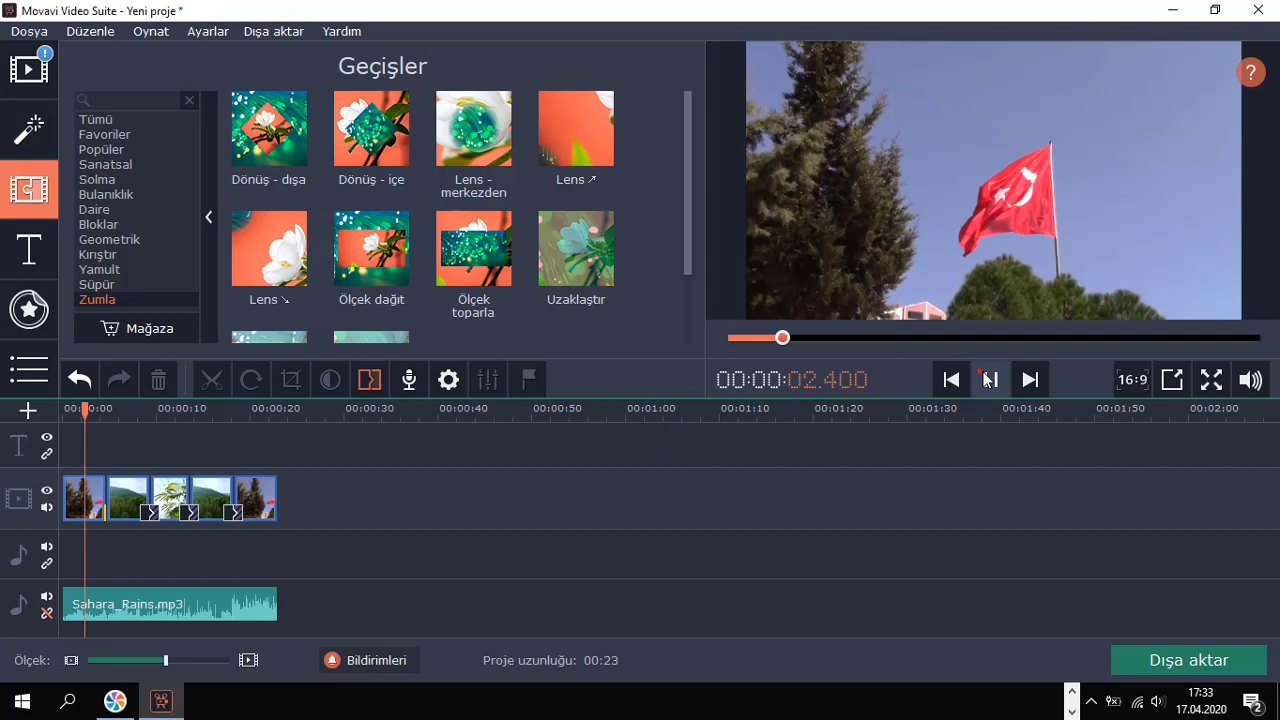 Movavi Video Suite - Yeni proje *
Dosya Düzenle Oynat Ayarlar Dışa aktar Yardım
Geçişler
Tümü
Favoriler
Popüler
Sanatsal
Solma
Bulanıklık
Daire
Bloklar
Geometrik
Kırıştır
Yamult
Süpür
Zumla
Mağaza
Dönüş - dışa
Dönüş - içe
Lens -
merkezden
Lens ↗
Lens ↘
Ölçek dağıt
Ölçek
toparla
Uzaklaştır
?
00:00:02.400
16:9
00:00:00 00:00:10 00:00:20 00:00:30 00:00:40 00:00:50 00:01:00 00:01:10 00:01:20 00:01:30 00:01:40 00:01:50 00:02:00
T
Sahara_Rains.mp3
Ölçek:
Bildirimleri
Proje uzunluğu: 00:23
Dışa aktar
17:33
17.04.2020
2